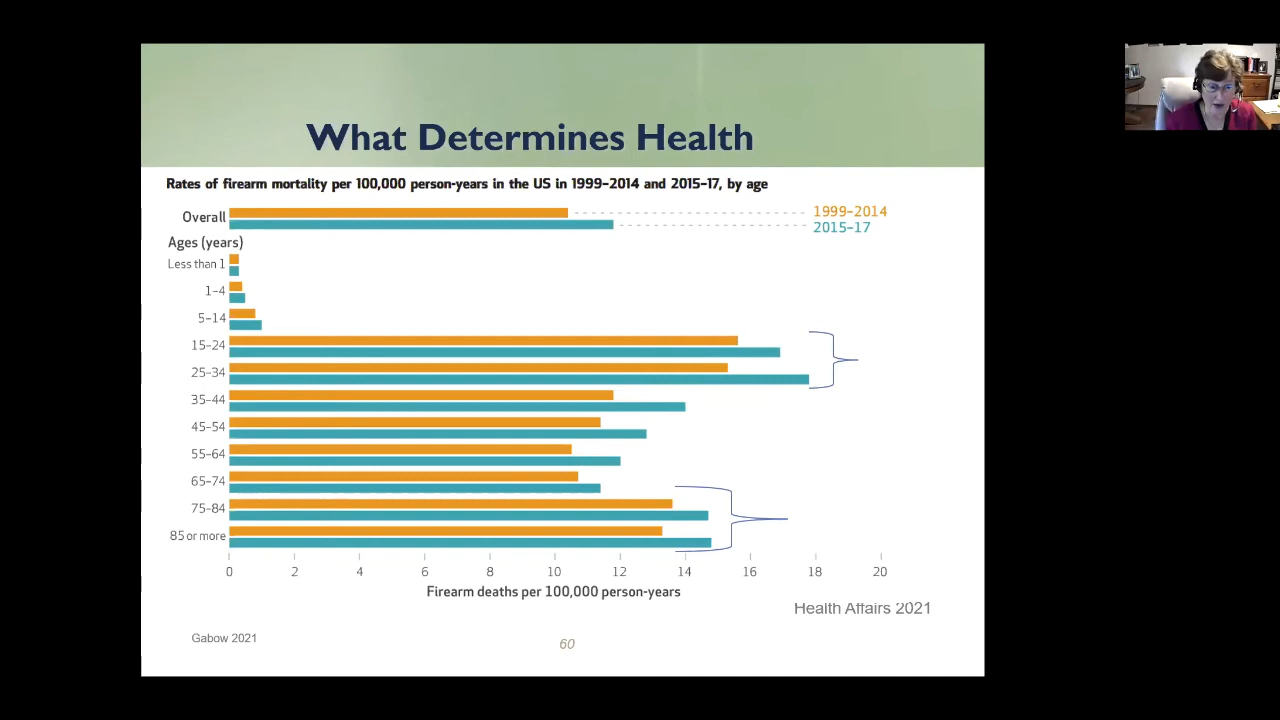 What Determines Health
Rates of firearm mortality per 100,000 person-years in the US in 1999–2014 and 2015–17, by age
Overall
1999–2014
2015–17
Ages (years)
Less than 1
1–4
5–14
15–24
25–34
35–44
45–54
55–64
65–74
75–84
85 or more
0 2 4 6 8 10 12 14 16 18 20
Firearm deaths per 100,000 person-years
Health Affairs 2021
Gabow 2021
60